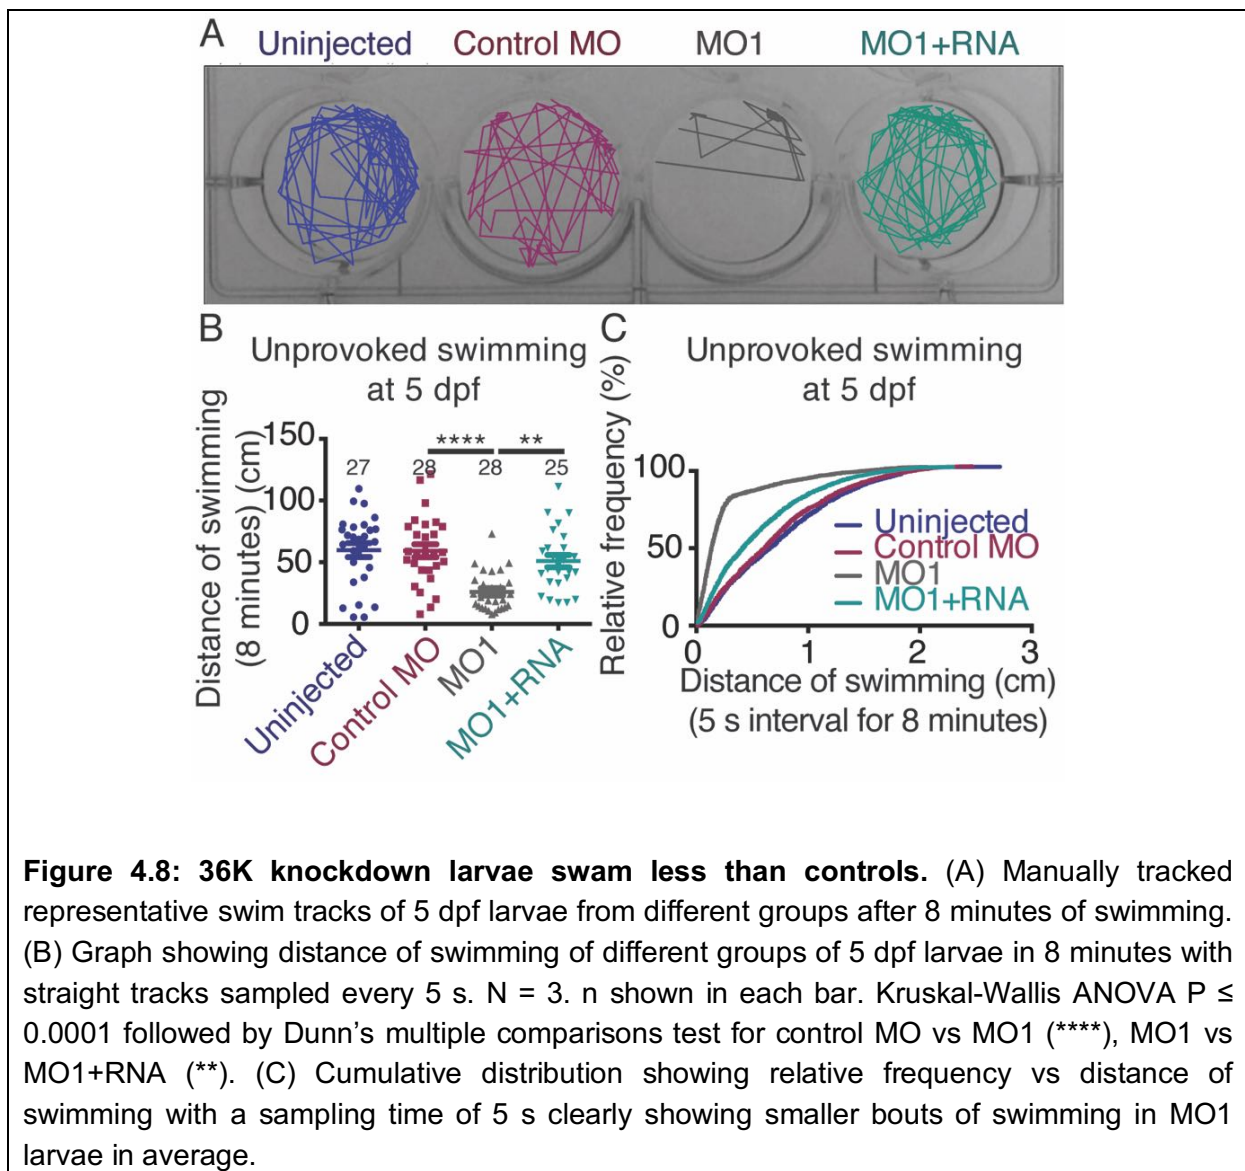 A
Uninjected Control MO MO1 MO1+RNA
B
Unprovoked swimming
at 5 dpf
Distance of swimming
(8 minutes) (cm)
150
100
50
0
**** **
27 28 28 25
Uninjected
Control MO
MO1
MO1+RNA
C
Unprovoked swimming
at 5 dpf
Relative frequency (%)
100
50
0
Uninjected
Control MO
MO1
MO1+RNA
0 1 2 3
Distance of swimming (cm)
(5 s interval for 8 minutes)
Figure 4.8: 36K knockdown larvae swam less than controls. (A) Manually tracked
representative swim tracks of 5 dpf larvae from different groups after 8 minutes of swimming.
(B) Graph showing distance of swimming of different groups of 5 dpf larvae in 8 minutes with
straight tracks sampled every 5 s. N = 3. n shown in each bar. Kruskal-Wallis ANOVA P ≤
0.0001 followed by Dunn's multiple comparisons test for control MO vs MO1 (****), MO1 vs
MO1+RNA (**). (C) Cumulative distribution showing relative frequency vs distance of
swimming with a sampling time of 5 s clearly showing smaller bouts of swimming in MO1
larvae in average.